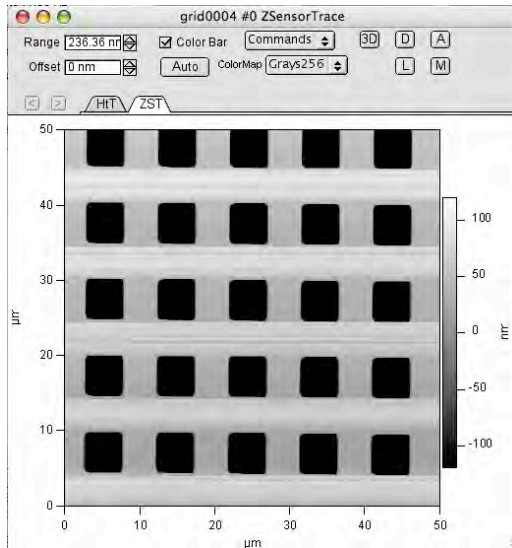 grid0004 #0 ZSensorTrace
Range 236.36 nm Color Bar Commands 3D D A
Offset 0 nm Auto ColorMap Grays256 L M
< > HtT ZST
50
40
30
20
10
0
µm
0 10 20 30 40 50
µm
100
50
0
-50
-100
nm